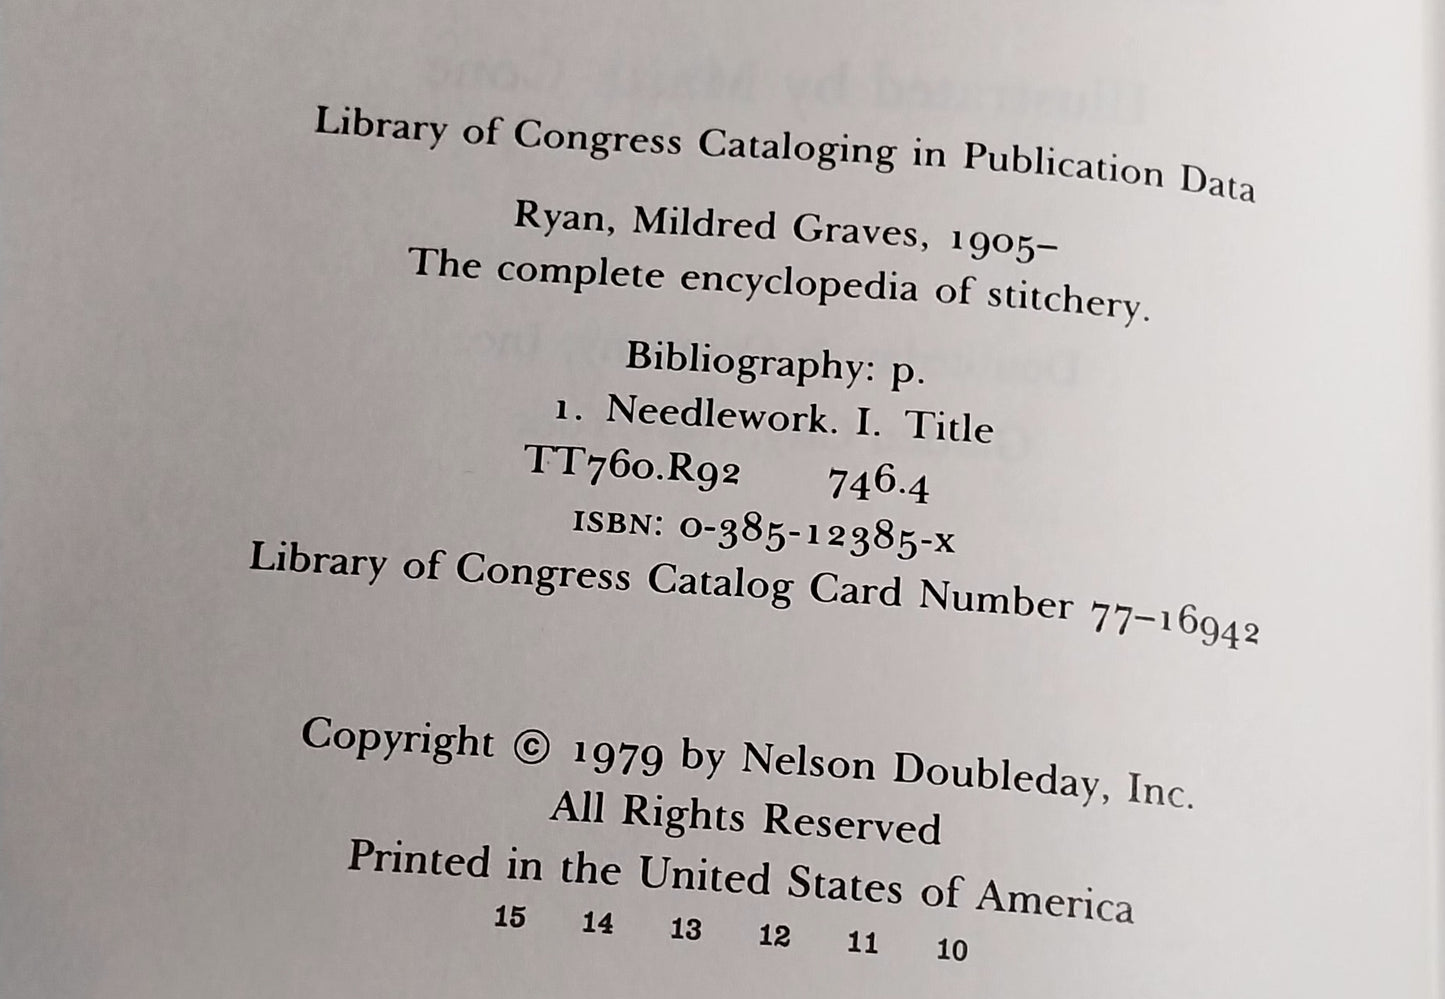 Library of Congress Cataloging in Publication Data
Ryan, Mildred Graves, 1905–
The complete encyclopedia of stitchery.
Bibliography: p.
1. Needlework. I. Title
TT760.R92 746.4
ISBN: 0-385-12385-x
Library of Congress Catalog Card Number 77–16942
Copyright © 1979 by Nelson Doubleday, Inc.
All Rights Reserved
Printed in the United States of America
15 14 13 12 11 10